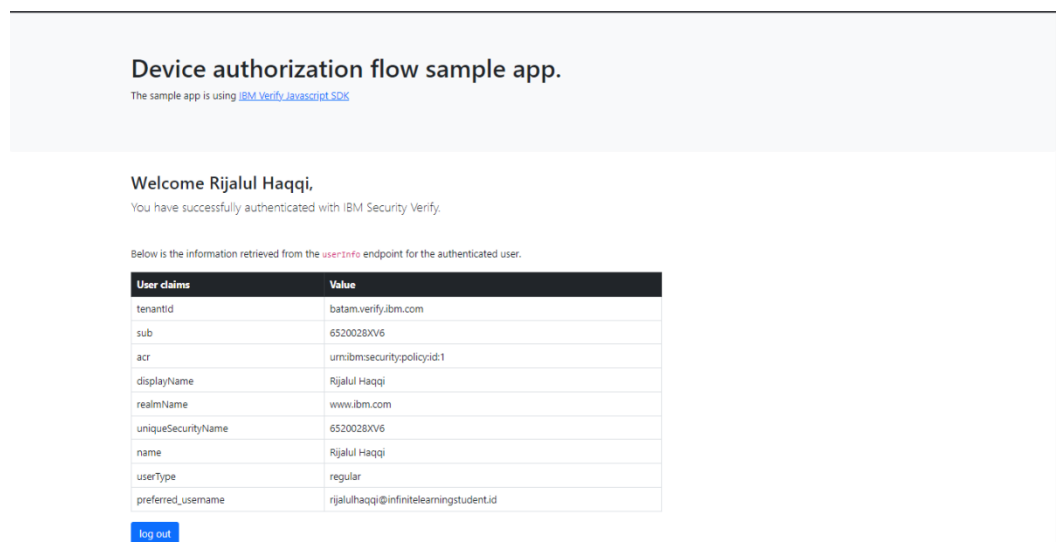 Device authorization flow sample app.
The sample app is using IBM Verify Javascript SDK
Welcome Rijalul Haqqi,
You have successfully authenticated with IBM Security Verify.
Below is the information retrieved from the userInfo endpoint for the authenticated user.
User claims Value
tenantId batam.verify.ibm.com
sub 6520028XV6
acr urn:ibm:security:policy:id:1
displayName Rijalul Haqqi
realmName www.ibm.com
uniqueSecurityName 6520028XV6
name Rijalul Haqqi
userType regular
preferred_username rijalulhaqqi@infinitelearningstudent.id
log out